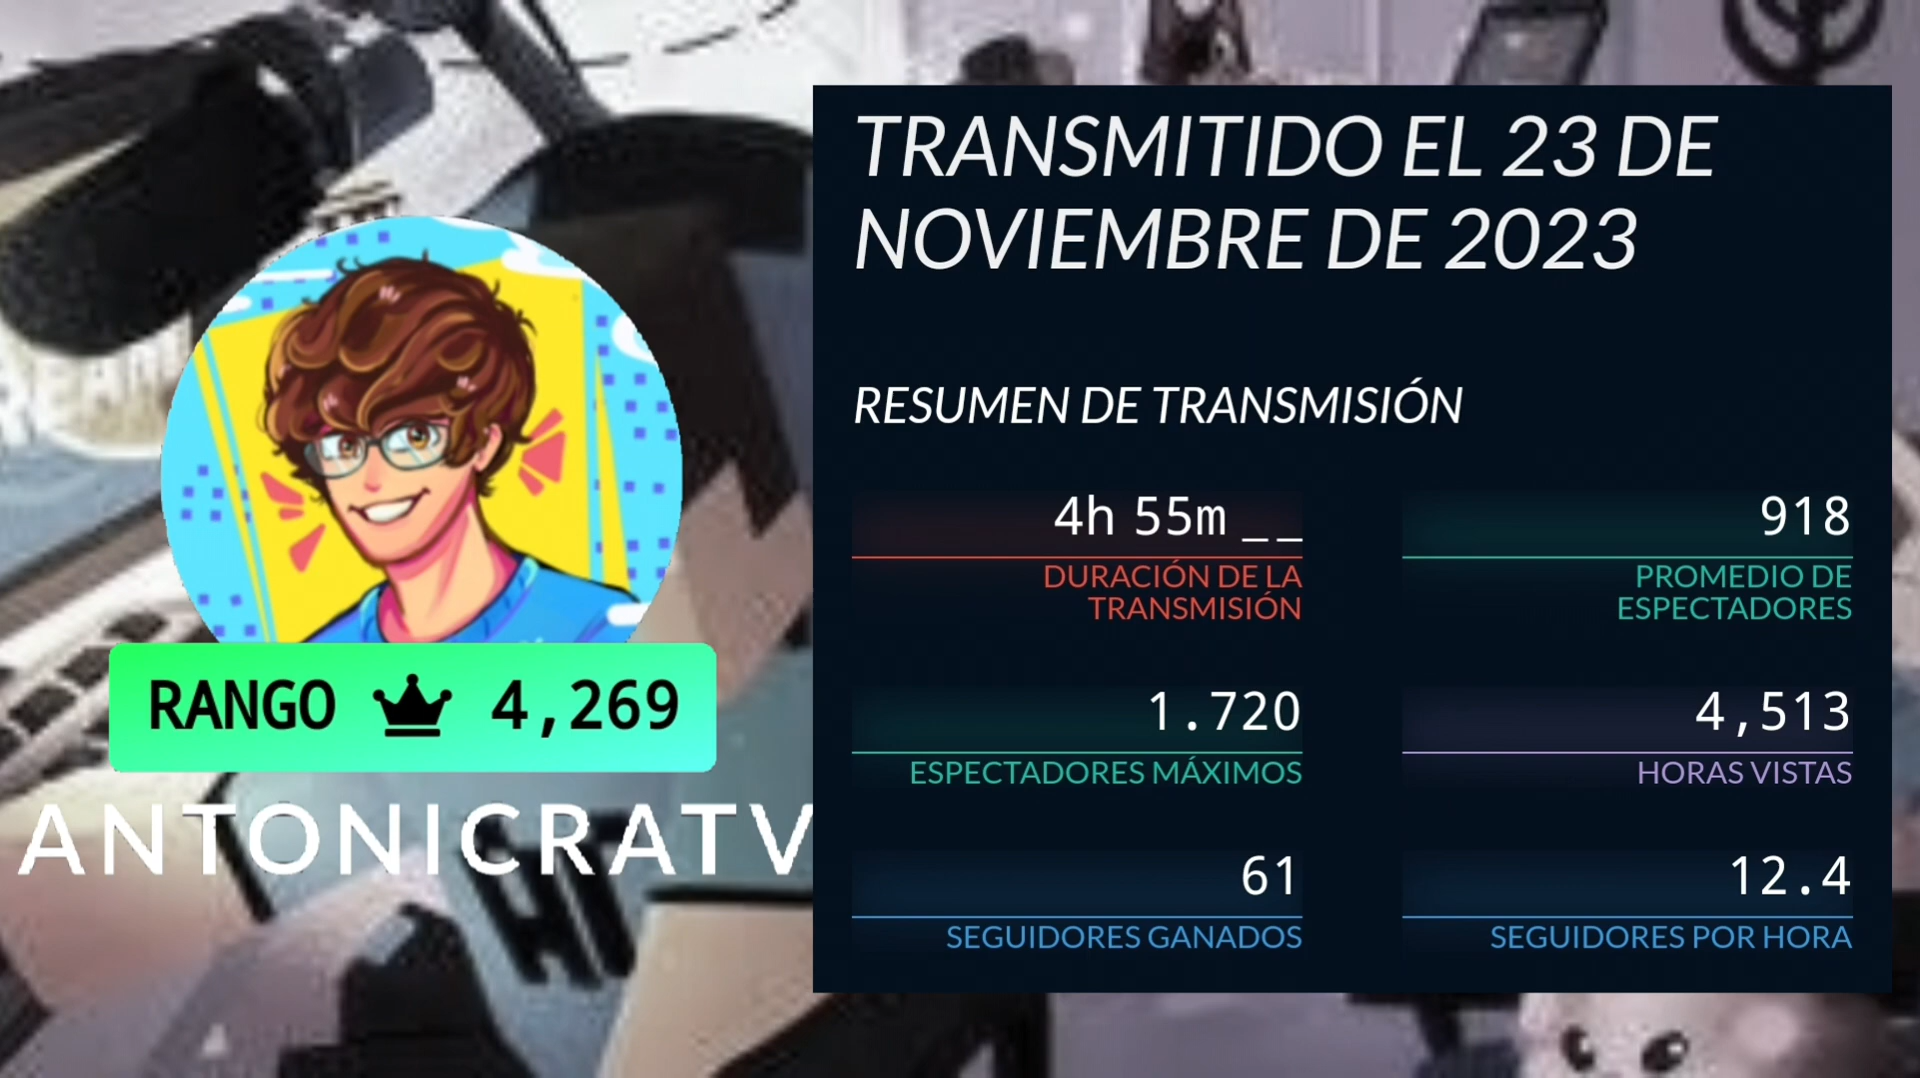 TRANSMITIDO EL 23 DE
NOVIEMBRE DE 2023
RESUMEN DE TRANSMISIÓN
4h 55m _ _
DURACIÓN DE LA
TRANSMISIÓN
918
PROMEDIO DE
ESPECTADORES
1.720
ESPECTADORES MÁXIMOS
4,513
HORAS VISTAS
61
SEGUIDORES GANADOS
12.4
SEGUIDORES POR HORA
RANGO 4,269
ANTONICRATV